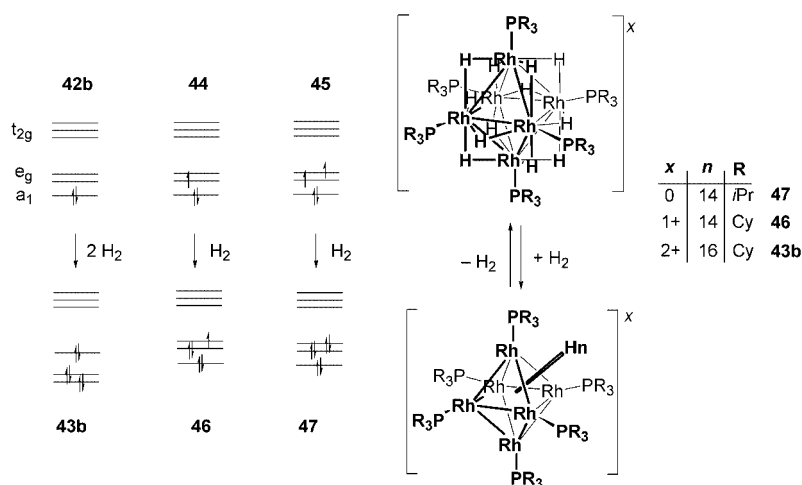 42b 44 45
t2g
eg
a1
2 H2 H2 H2
43b 46 47
x
PR3
H Rh H
H H
R3P H H Rh PR3
Rh Rh
R3P H Rh H
H PR3
H Rh H
H
PR3
– H2 + H2
x
PR3
Hn
Rh
R3P Rh Rh PR3
R3P Rh Rh PR3
Rh
PR3
x n R
0 14 iPr 47
1+ 14 Cy 46
2+ 16 Cy 43b